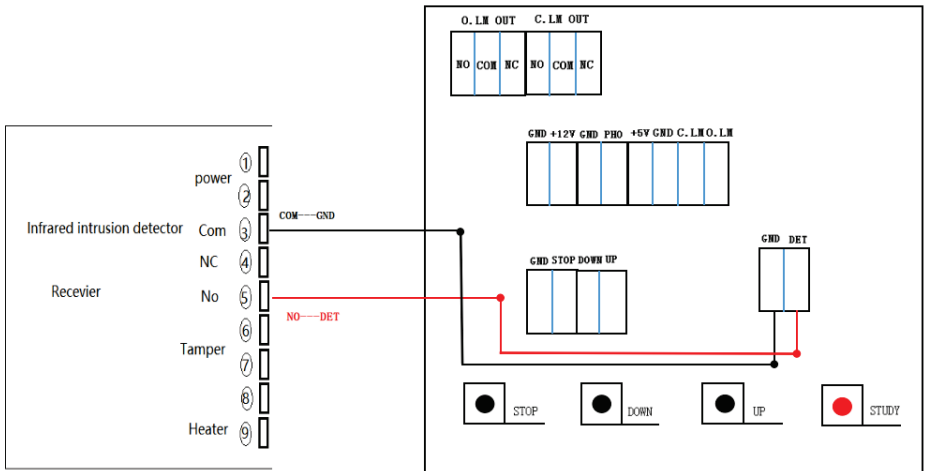 O. LM OUT C. LM OUT
NO COM NC NO COM NC
GND +12V GND PHO +5V GND C. LM O. LM
① power
②
Infrared intrusion detector Com ③ COM---GND
NC ④
Recevier No ⑤ NO---DET
⑥
Tamper
⑦
⑧
Heater ⑨
GND STOP DOWN UP
GND DET
STOP DOWN UP STUDY